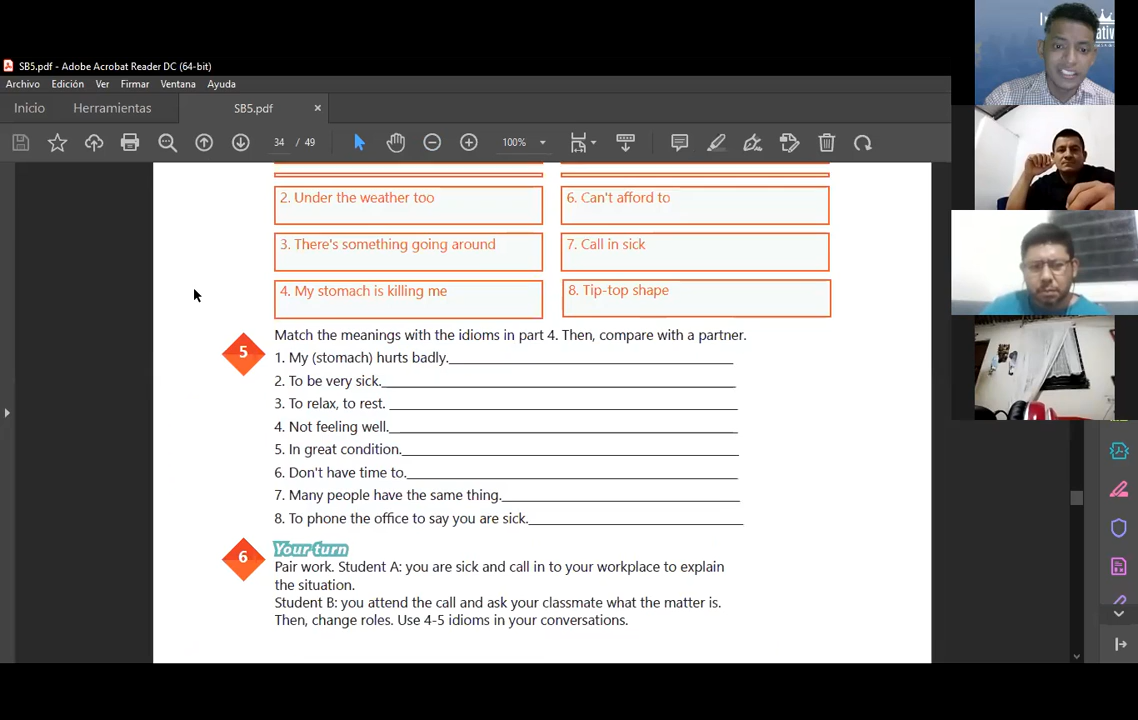 SB5.pdf - Adobe Acrobat Reader DC (64-bit)
Archivo Edición Ver Firmar Ventana Ayuda
Inicio Herramientas SB5.pdf ×
34 / 49 100%
2. Under the weather too
6. Can't afford to
3. There's something going around
7. Call in sick
4. My stomach is killing me
8. Tip-top shape
5
Match the meanings with the idioms in part 4. Then, compare with a partner.
1. My (stomach) hurts badly.
2. To be very sick.
3. To relax, to rest.
4. Not feeling well.
5. In great condition.
6. Don't have time to.
7. Many people have the same thing.
8. To phone the office to say you are sick.
6
Your turn
Pair work. Student A: you are sick and call in to your workplace to explain
the situation.
Student B: you attend the call and ask your classmate what the matter is.
Then, change roles. Use 4-5 idioms in your conversations.